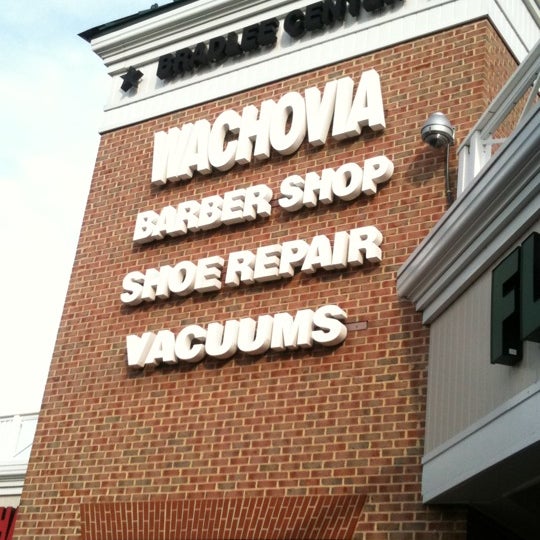 BRADLEE CENTER
WACHOVIA
BARBER SHOP
SHOE REPAIR
VACUUMS